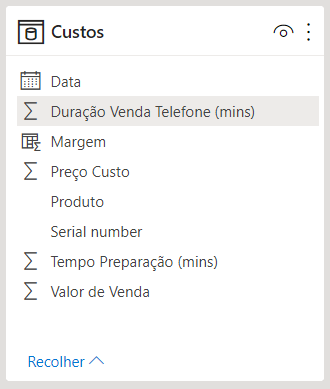 Custos
Data
Duração Venda Telefone (mins)
Margem
Preço Custo
Produto
Serial number
Tempo Preparação (mins)
Valor de Venda
Recolher